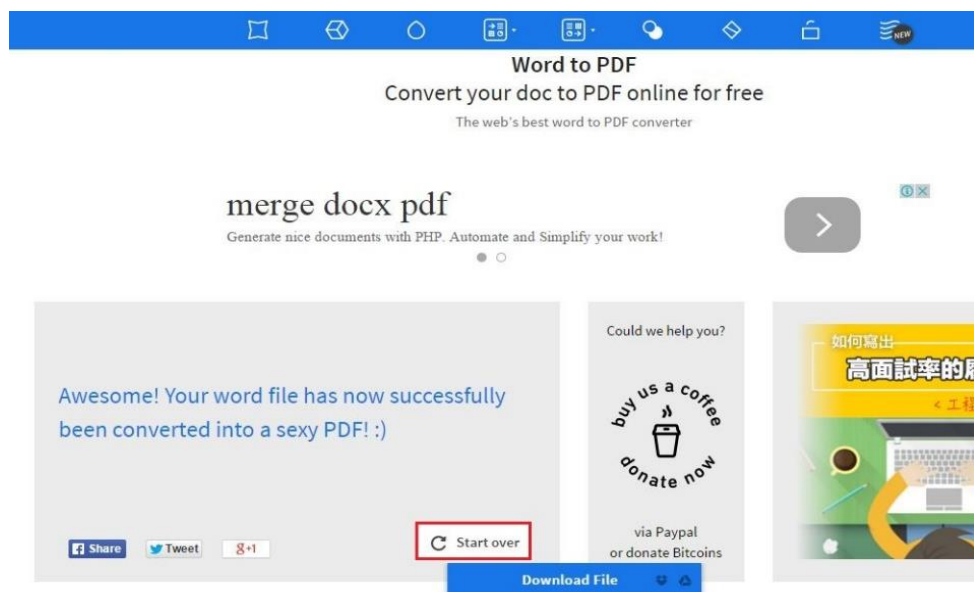 NEW
Word to PDF
Convert your doc to PDF online for free
The web's best word to PDF converter
merge docx pdf
Generate nice documents with PHP. Automate and Simplify your work!
Awesome! Your word file has now successfully
been converted into a sexy PDF! :)
Share
Tweet
g+1
Start over
Download File
Could we help you?
buy us a coffee
donate now
via Paypal
or donate Bitcoins
如何寫出
高面試率的
< 工程